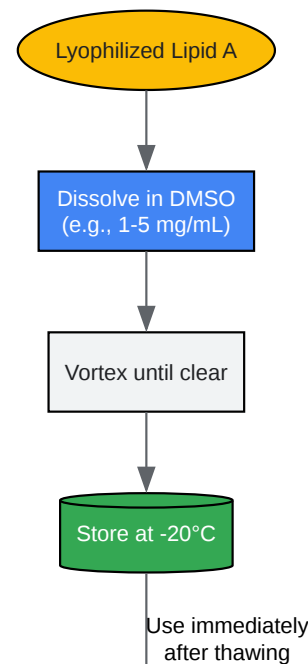 Lyophilized Lipid A
Dissolve in DMSO
(e.g., 1-5 mg/mL)
Vortex until clear
Store at -20°C
Use immediately
after thawing